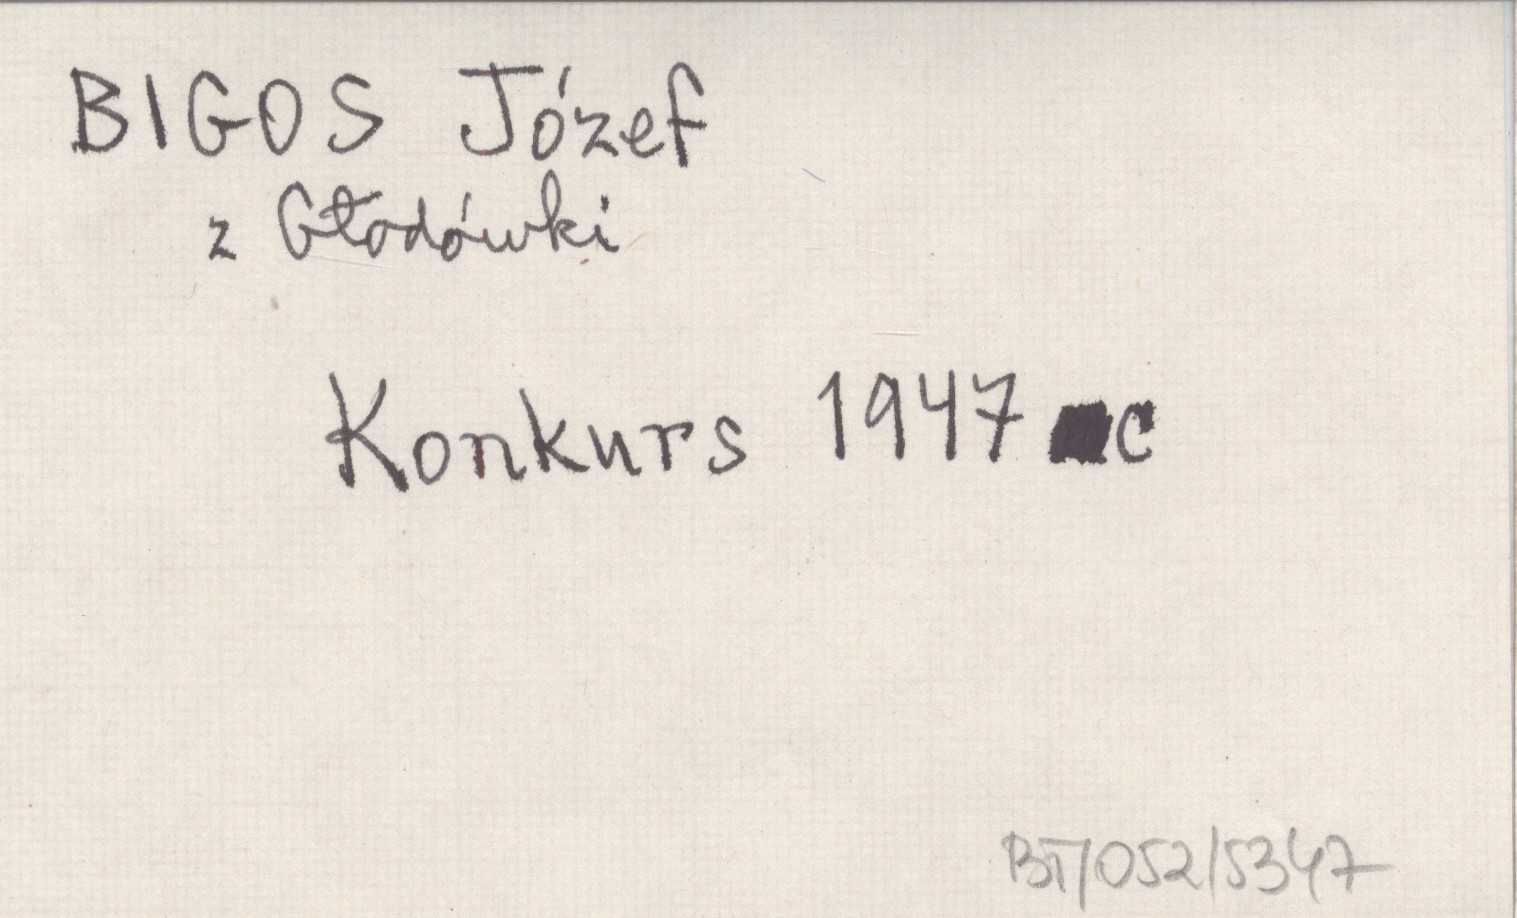 BIGOS Józef
z Głodówki
Konkurs 1947 c
BT/052/5347